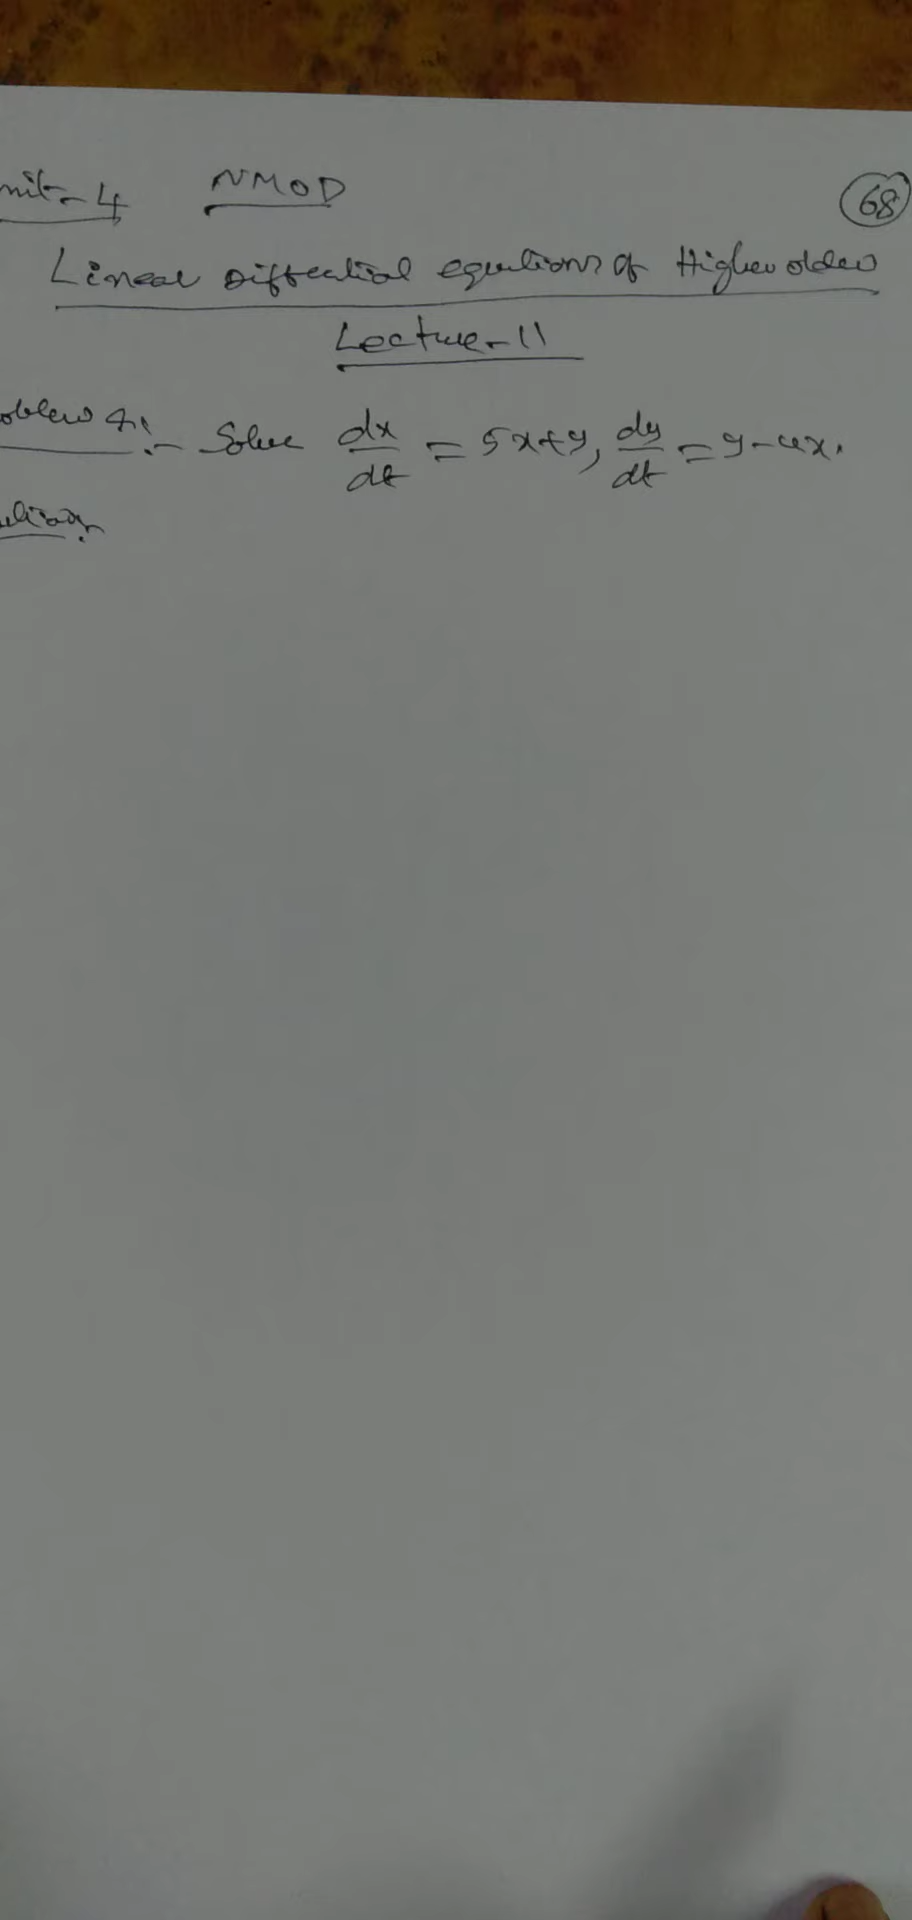 nit-4 NMOD 68
Linear Diffential equations of Higher order
Lecture-11
oblem 4:- Solve dx/dt = 5x+y, dy/dt = y-4x.
lution